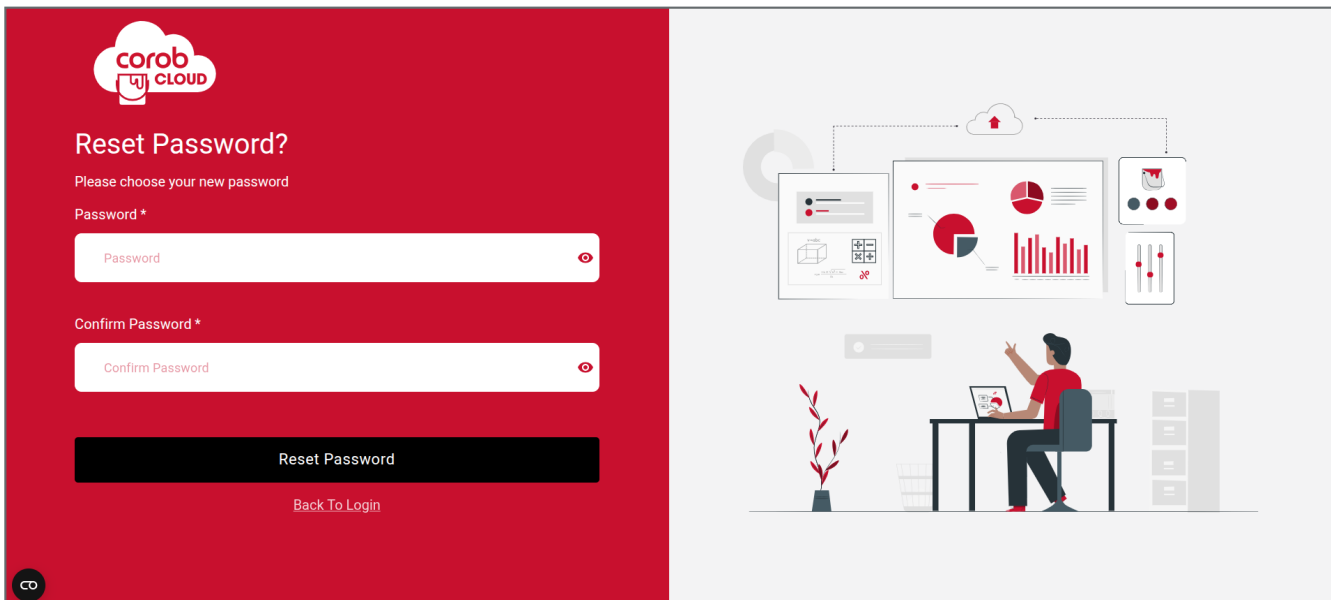 corob
CLOUD
Reset Password?
Please choose your new password
Password *
Password
Confirm Password *
Confirm Password
Reset Password
Back To Login